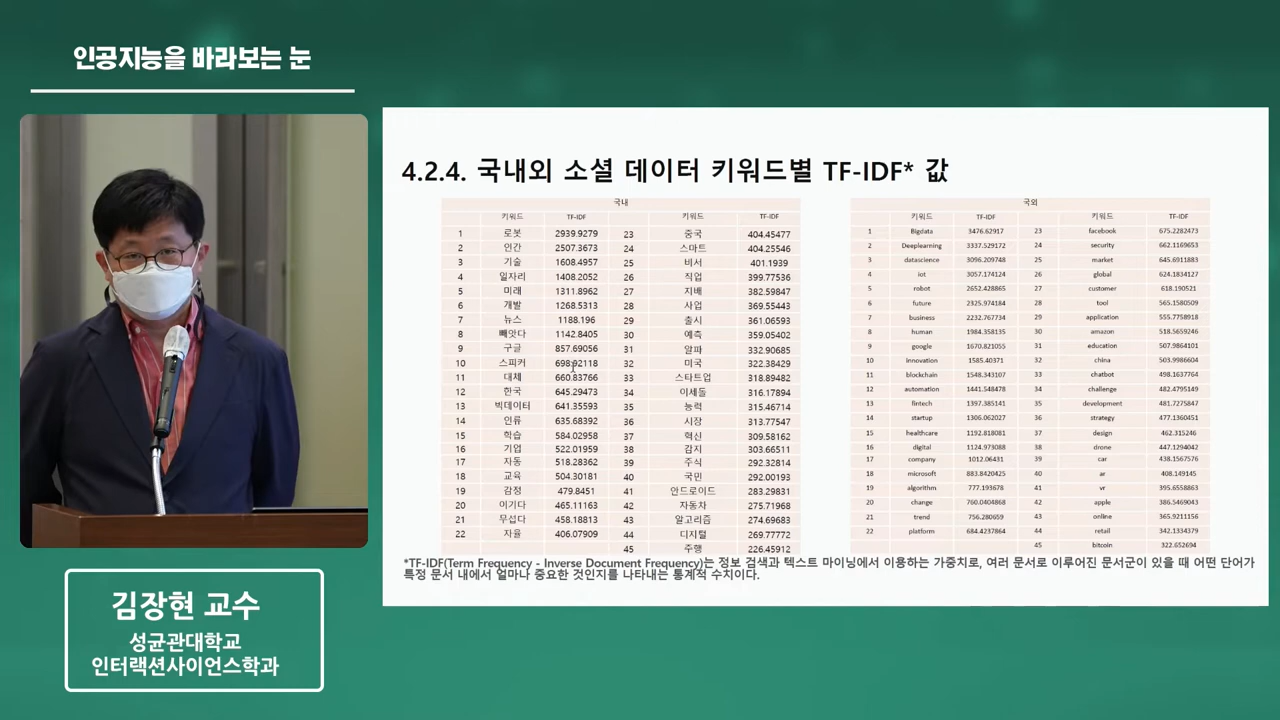 인공지능을 바라보는 눈
4.2.4. 국내외 소셜 데이터 키워드별 TF-IDF* 값
국내
키워드 TF-IDF 키워드 TF-IDF
1 로봇 2939.9279 23 중국 404.45477
2 인간 2507.3673 24 스마트 404.25546
3 기술 1608.4957 25 비서 401.1939
4 일자리 1408.2052 26 직업 399.77536
5 미래 1311.8962 27 지배 382.59847
6 개발 1268.5313 28 사업 369.55443
7 뉴스 1188.196 29 출시 361.06593
8 빼앗다 1142.8405 30 예측 359.05402
9 구글 857.69056 31 알파 332.90685
10 스피커 698.92118 32 미국 322.38429
11 대체 660.83766 33 스타트업 318.89482
12 한국 645.29473 34 이세돌 316.17894
13 빅데이터 641.35593 35 능력 315.46714
14 인류 635.68392 36 시장 313.77547
15 학습 584.02958 37 혁신 309.58162
16 기업 522.01959 38 감지 303.66511
17 자동 518.28362 39 주식 292.32814
18 교육 504.30181 40 국민 292.00193
19 감정 479.8451 41 안드로이드 283.29831
20 이기다 465.11163 42 자동차 275.71968
21 무섭다 458.18813 43 알고리즘 274.69683
22 자율 406.07909 44 디지털 269.77772
45 주행 226.45912
국외
키워드 TF-IDF 키워드 TF-IDF
1 Bigdata 3476.62917 23 facebook 675.2282473
2 Deeplearning 3337.529172 24 security 662.1169653
3 datascience 3096.209748 25 market 645.6911883
4 iot 3057.174124 26 global 624.1834127
5 robot 2652.428865 27 customer 618.190521
6 future 2325.974184 28 tool 565.1580509
7 business 2232.767734 29 application 555.7758918
8 human 1984.358135 30 amazon 518.5659246
9 google 1670.821055 31 education 507.9864101
10 innovation 1585.40371 32 china 503.9986604
11 blockchain 1548.343107 33 chatbot 498.1637764
12 automation 1441.548478 34 challenge 482.4795149
13 fintech 1397.385141 35 development 481.7275847
14 startup 1306.062027 36 strategy 477.1360451
15 healthcare 1192.818081 37 design 462.315246
16 digital 1124.973088 38 drone 447.1294042
17 company 1012.06431 39 car 438.1567576
18 microsoft 883.8420425 40 ar 408.149145
19 algorithm 777.193678 41 vr 395.6558863
20 change 760.0404868 42 apple 386.5469043
21 trend 756.280659 43 online 365.9211156
22 platform 684.4237864 44 retail 342.1334379
45 bitcoin 322.652694
*TF-IDF(Term Frequency - Inverse Document Frequency)는 정보 검색과 텍스트 마이닝에서 이용하는 가중치로, 여러 문서로 이루어진 문서군이 있을 때 어떤 단어가
특정 문서 내에서 얼마나 중요한 것인지를 나타내는 통계적 수치이다.
김장현 교수
성균관대학교
인터랙션사이언스학과